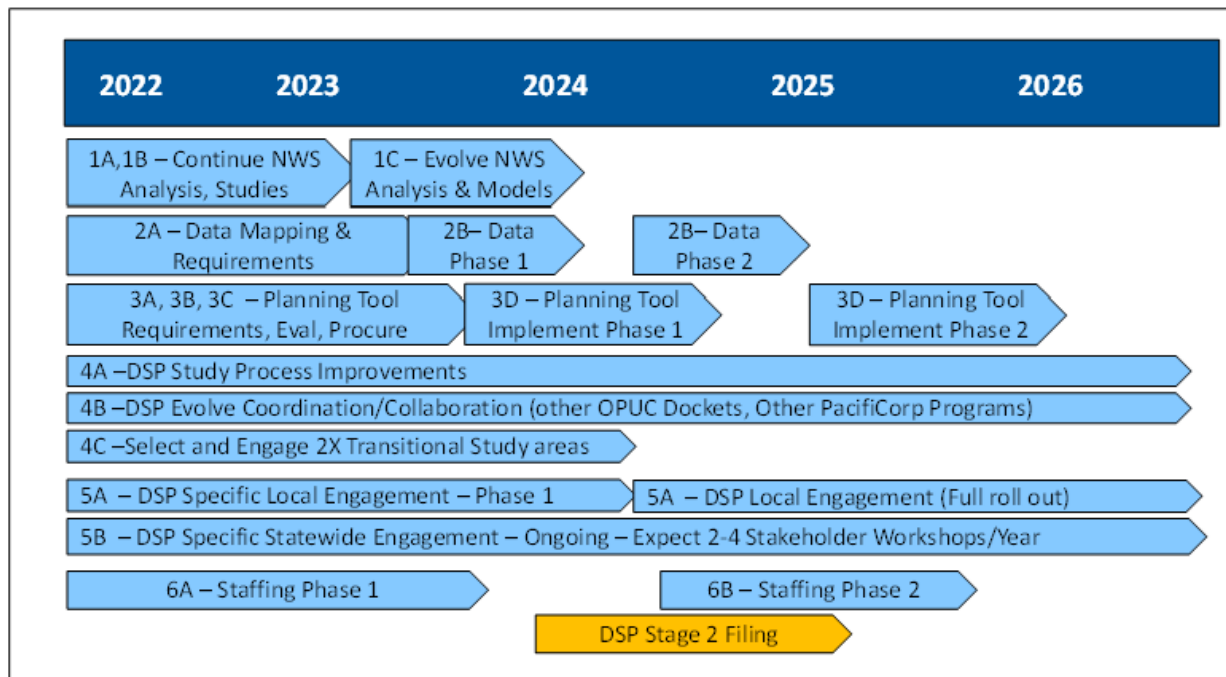 2022 2023 2024 2025 2026
1A,1B – Continue NWS
Analysis, Studies
1C – Evolve NWS
Analysis & Models
2A – Data Mapping &
Requirements
2B– Data
Phase 1
2B– Data
Phase 2
3A, 3B, 3C – Planning Tool
Requirements, Eval, Procure
3D – Planning Tool
Implement Phase 1
3D – Planning Tool
Implement Phase 2
4A –DSP Study Process Improvements
4B –DSP Evolve Coordination/Collaboration (other OPUC Dockets, Other PacifiCorp Programs)
4C –Select and Engage 2X Transitional Study areas
5A – DSP Specific Local Engagement – Phase 1
5A – DSP Local Engagement (Full roll out)
5B – DSP Specific Statewide Engagement – Ongoing – Expect 2-4 Stakeholder Workshops/Year
6A – Staffing Phase 1
6B – Staffing Phase 2
DSP Stage 2 Filing